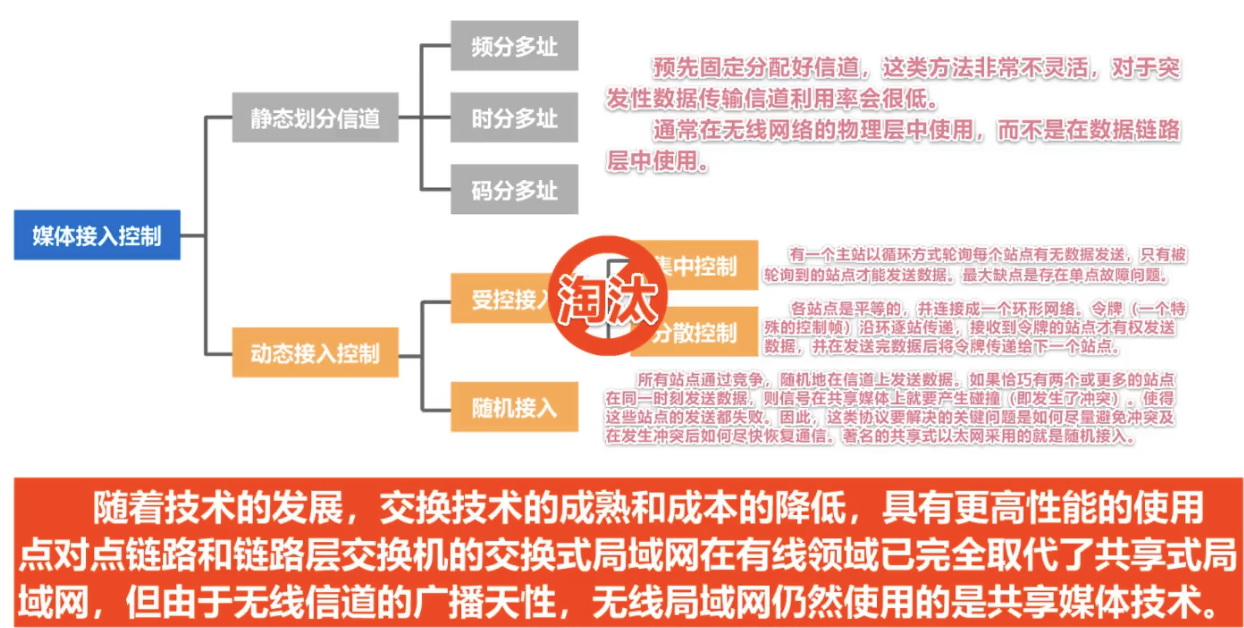 频分多址
预先固定分配好信道，这类方法非常不灵活，对于突
发性数据传输信道利用率会很低。
静态划分信道
时分多址
通常在无线网络的物理层中使用，而不是在数据链路
层中使用。
码分多址
媒体接入控制
受控接入
淘汰
集中控制
有一个主站以循环方式轮询每个站点有无数据发送，只有被
轮询到的站点才能发送数据。最大缺点是存在单点故障问题。
分散控制
各站点是平等的，并连接成一个环形网络。令牌（一个特
殊的控制帧）沿环逐站传递，接收到令牌的站点才有权发送
数据，并在发送完数据后将令牌传递给下一个站点。
动态接入控制
随机接入
所有站点通过竞争，随机地在信道上发送数据。如果恰巧有两个或更多的站点
在同一时刻发送数据，则信号在共享媒体上就要产生碰撞（即发生了冲突）。使得
这些站点的发送都失败。因此，这类协议要解决的关键问题是如何尽量避免冲突及
在发生冲突后如何尽快恢复通信。著名的共享式以太网采用的就是随机接入。
随着技术的发展，交换技术的成熟和成本的降低，具有更高性能的使用
点对点链路和链路层交换机的交换式局域网在有线领域已完全取代了共享式局
域网，但由于无线信道的广播天性，无线局域网仍然使用的是共享媒体技术。